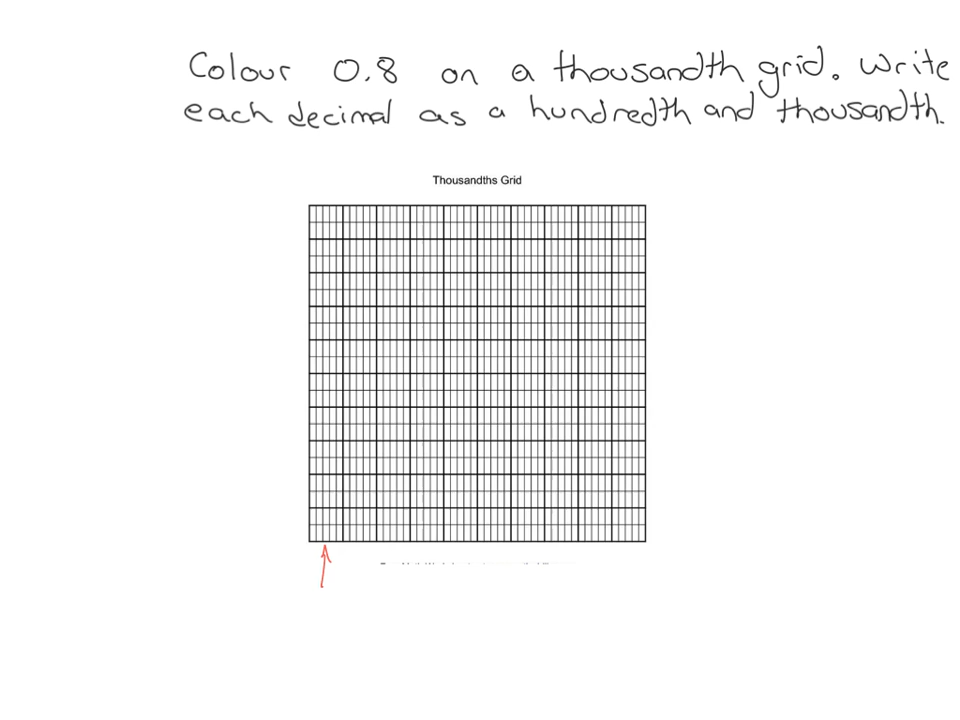 Colour 0.8 on a thousandth grid. Write
each decimal as a hundredth and thousandth.
Thousandths Grid